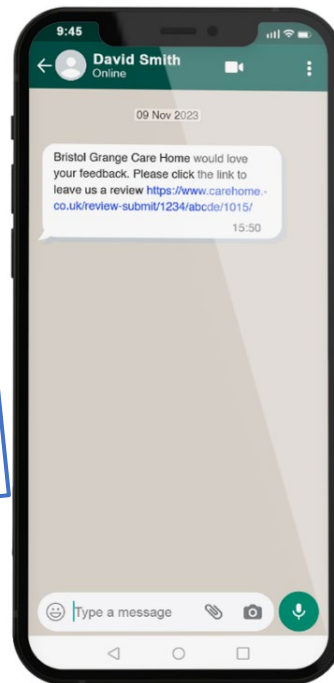 9:45
David Smith
Online
09 Nov 2023
Bristol Grange Care Home would love
your feedback. Please click the link to
leave us a review https://www.carehome.-
co.uk/review-submit/1234/abcde/1015/
15:50
Type a message